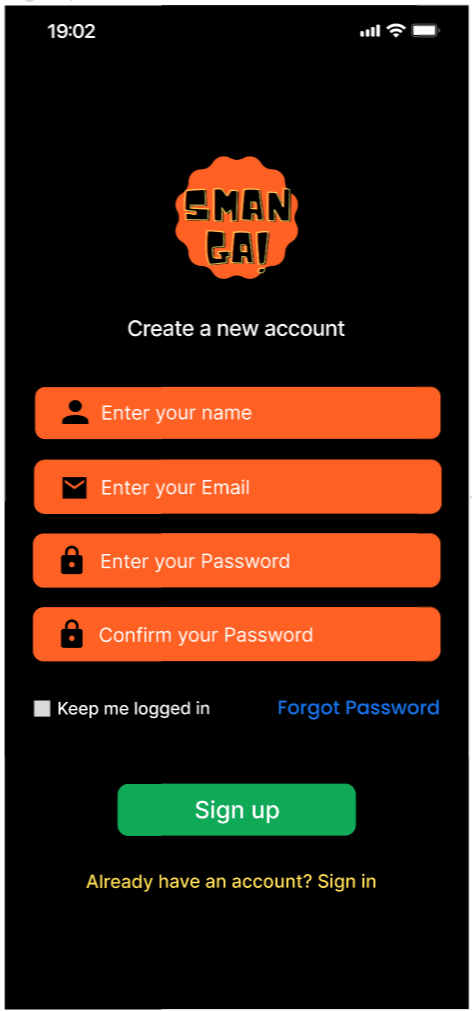 19:02
SMAN
GA!
Create a new account
Enter your name
Enter your Email
Enter your Password
Confirm your Password
Keep me logged in Forgot Password
Sign up
Already have an account? Sign in